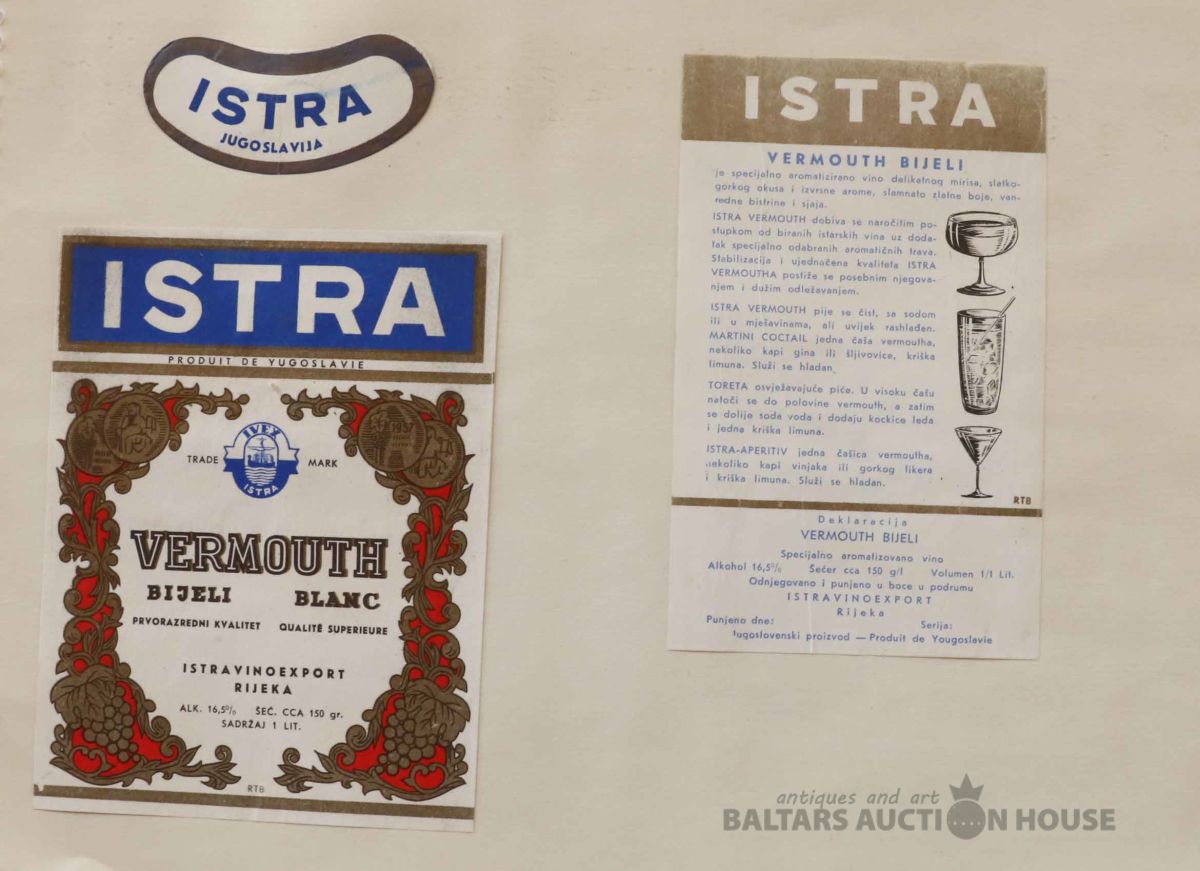 ISTRA
JUGOSLAVIJA
ISTRA
PRODUIT DE YUGOSLAVIE
IVEX
TRADE MARK
ISTRA
1957
VERMOUTH
BIJELI BLANC
PRVORAZREDNI KVALITET QUALITÉ SUPERIEURE
ISTRAVINOEXPORT
RIJEKA
ALK. 16,5% ŠEĆ. CCA 150 gr.
SADRŽAJ 1 LIT.
RTB
ISTRA
VERMOUTH BIJELI
je specijalno aromatizirano vino delikatnog mirisa, slatko-
gorkog okusa i izvrsne arome, slamnato zlatne boje, van-
redne bistrine i sjaja.
ISTRA VERMOUTH dobiva se naročitim po-
stupkom od biranih istarskih vina uz doda-
tak specijalno odabranih aromatičnih trava.
Stabilizacija i ujednačena kvaliteta ISTRA
VERMOUTHA postiže se posebnim njegova-
njem i dužim odležavanjem.
ISTRA VERMOUTH pije se čist, sa sodom
ili u mješavinama, ali uvijek rashlađen.
MARTINI COCTAIL jedna čaša vermoutha,
nekoliko kapi gina ili šljivovice, kriška
limuna. Služi se hladan.
TORETA osvježavajuće piće. U visoku čašu
natoči se do polovine vermouth, a zatim
se dolije soda voda i dodaju kockice leda
i jedna kriška limuna.
ISTRA-APERITIV jedna čašica vermoutha,
nekoliko kapi vinjaka ili gorkog likera
i kriška limuna. Služi se hladan.
RTB
Deklaracija
VERMOUTH BIJELI
Specijalno aromatizovano vino
Alkohol 16,5% Šećer cca 150 g/l Volumen 1/1 Lit.
Odnjegovano i punjeno u boce u podrumu
ISTRAVINOEXPORT
Rijeka
Punjeno dne: Serija:
Jugoslovenski proizvod — Produit de Yougoslavie
antiques and art
BALTARS AUCTION HOUSE